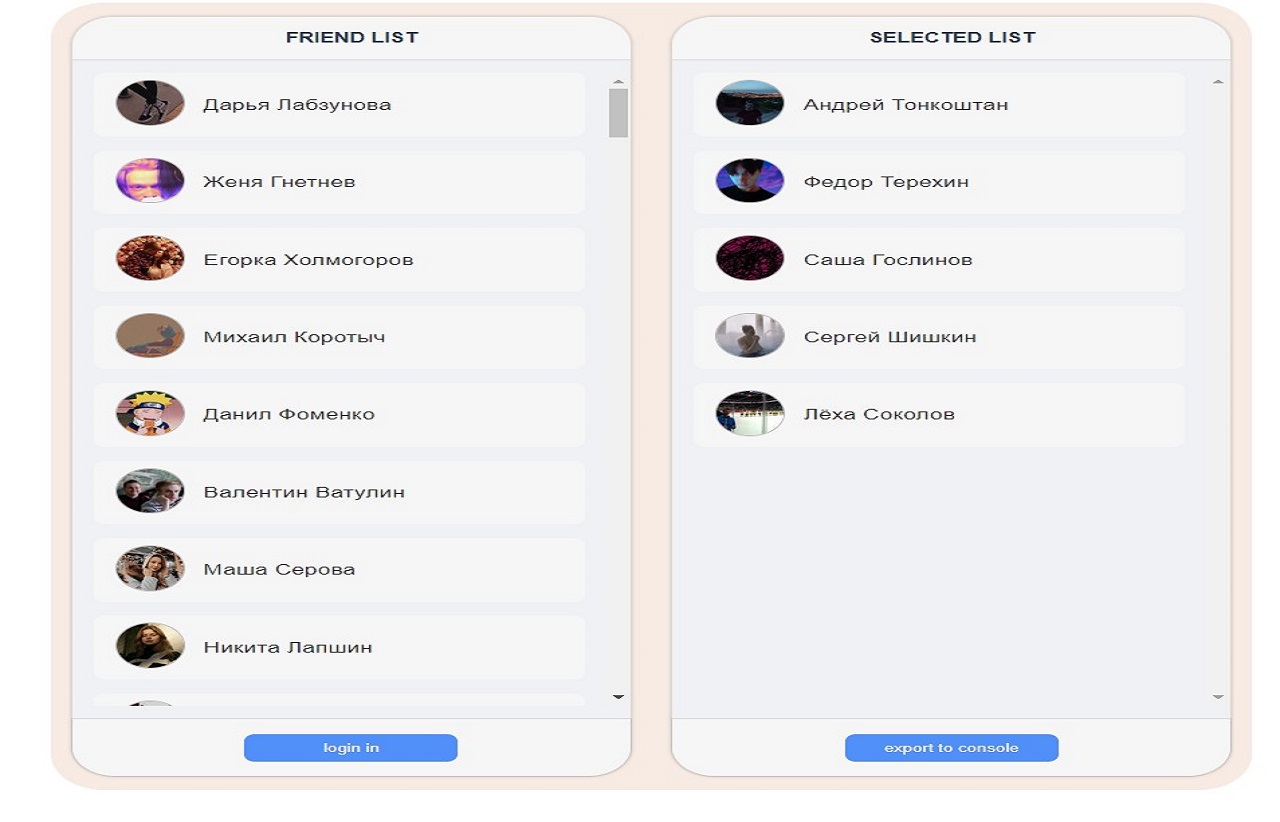 FRIEND LIST
Дарья Лабзунова
Женя Гнетнев
Егорка Холмогоров
Михаил Коротыч
Данил Фоменко
Валентин Ватулин
Маша Серова
Никита Лапшин
login in
SELECTED LIST
Андрей Тонкоштан
Федор Терехин
Саша Гослинов
Сергей Шишкин
Лёха Соколов
export to console